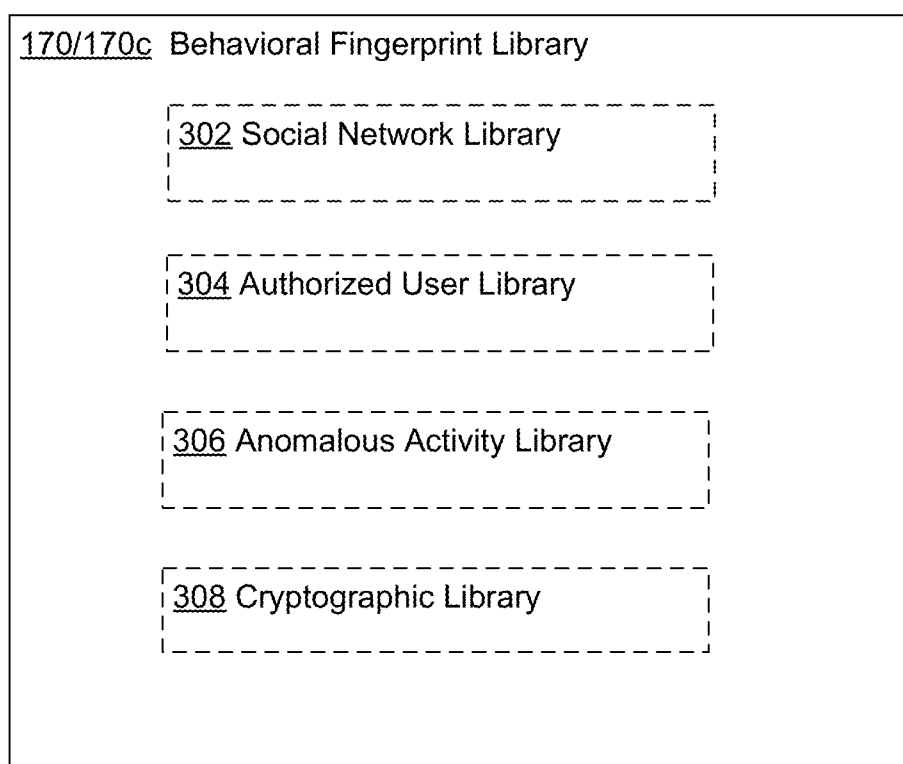 170/170c Behavioral Fingerprint Library
302 Social Network Library
304 Authorized User Library
306 Anomalous Activity Library
308 Cryptographic Library